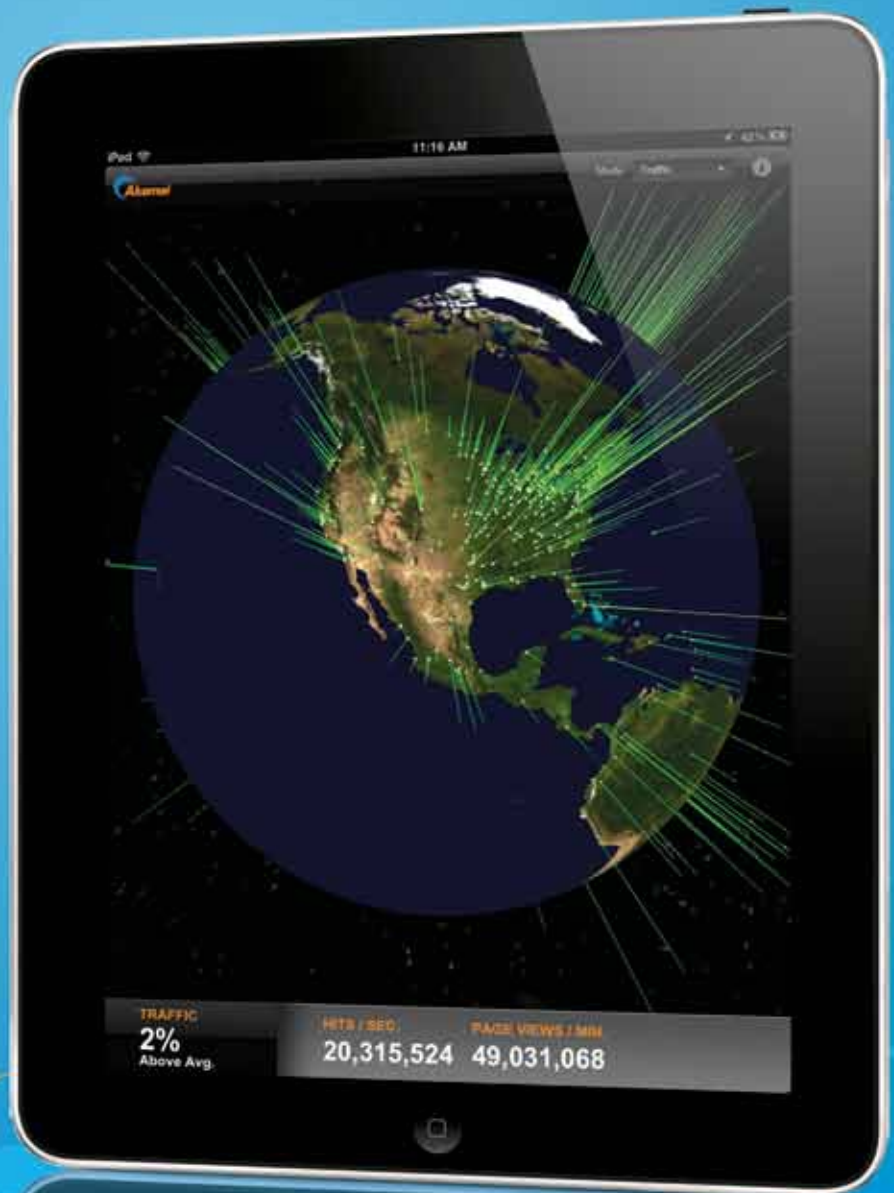 iPad
11:16 AM
Akamai
Traffic
TRAFFIC
2%
Above Avg.
HITS / SEC
20,315,524
PAGE VIEWS / MIN
49,031,068